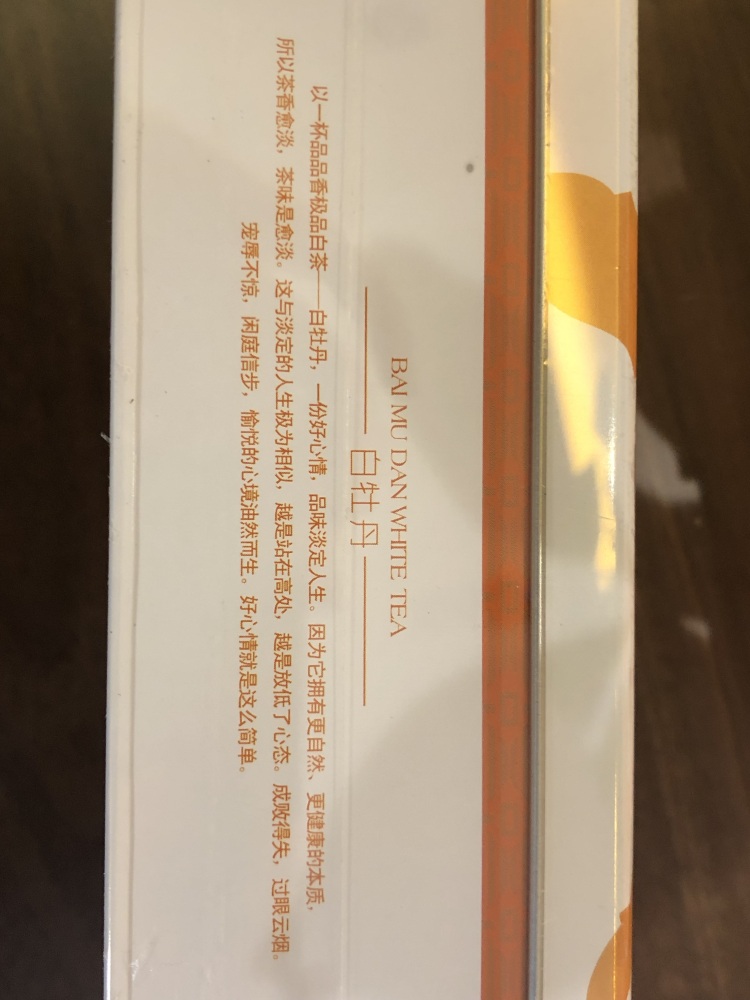 BAI MU DAN WHITE TEA
白牡丹
以一杯品品香极品白茶——白牡丹，一份好心情，品味淡定人生。因为它拥有更自然、更健康的本质，
所以茶香愈淡，茶味是愈淡。这与淡定的人生极为相似，越是站在高处，越是放低了心态。成败得失，过眼云烟。
宠辱不惊，闲庭信步，愉悦的心境油然而生。好心情就是这么简单。